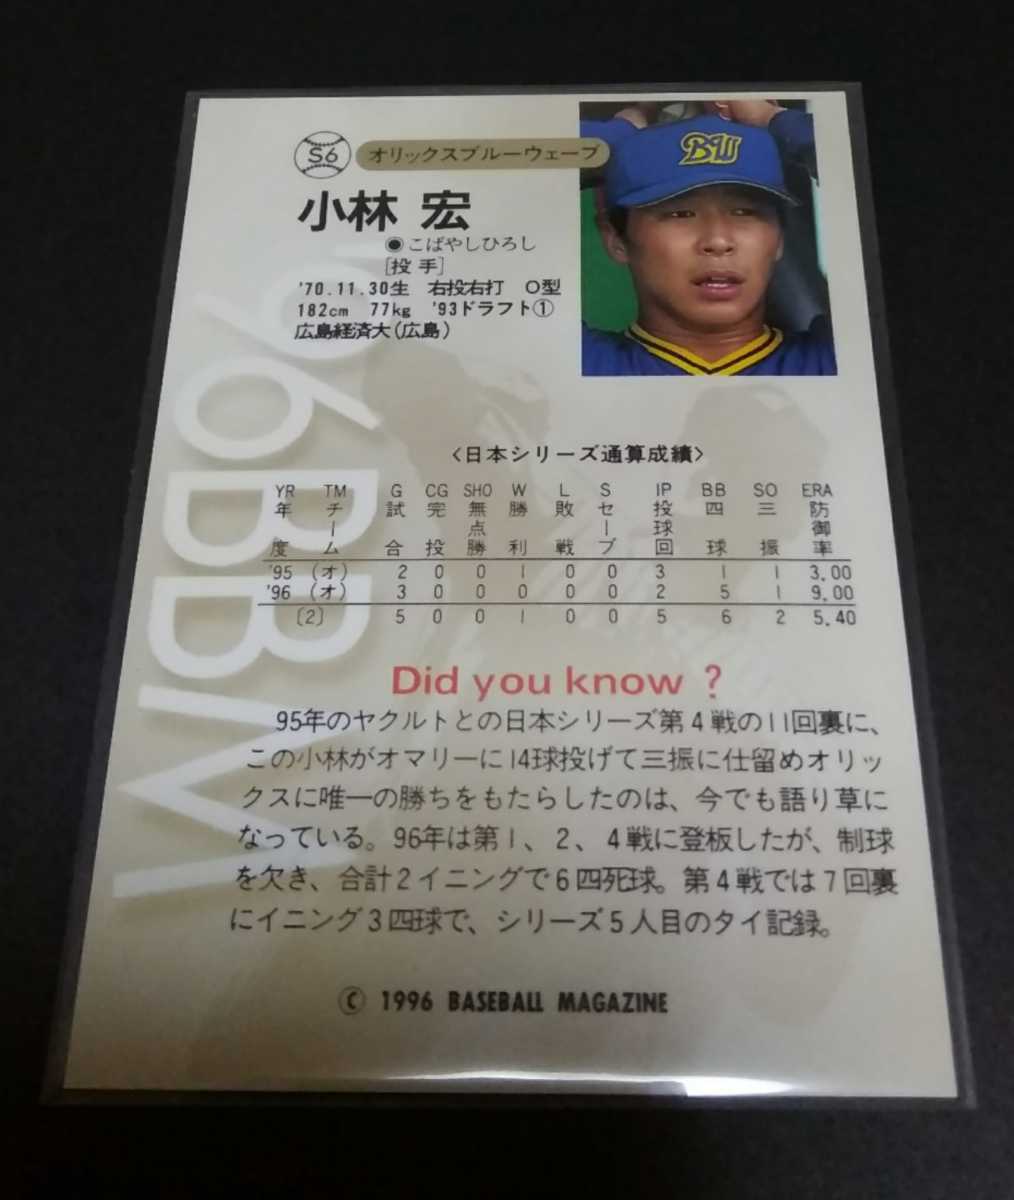 S6
オリックスブルーウェーブ
BW
小林 宏
●こばやしひろし
[投手]
'70.11.30生 右投右打 O型
182cm 77kg '93ドラフト①
広島経済大(広島)
'96BBM
〈日本シリーズ通算成績〉
YR TM G CG SHO W L S IP BB SO ERA
年度 チーム 試合 完投 無点勝 勝利 敗戦 セーブ 投球回 四球 三振 防御率
'95 (オ) 2 0 0 1 0 0 3 1 1 3.00
'96 (オ) 3 0 0 0 0 0 2 5 1 9.00
〔2〕 5 0 0 1 0 0 5 6 2 5.40
Did you know ?
95年のヤクルトとの日本シリーズ第4戦の11回裏に、
この小林がオマリーに14球投げて三振に仕留めオリッ
クスに唯一の勝ちをもたらしたのは、今でも語り草に
なっている。96年は第1、2、4戦に登板したが、制球
を欠き、合計2イニングで6四死球。第4戦では7回裏
にイニング3四球で、シリーズ5人目のタイ記録。
© 1996 BASEBALL MAGAZINE